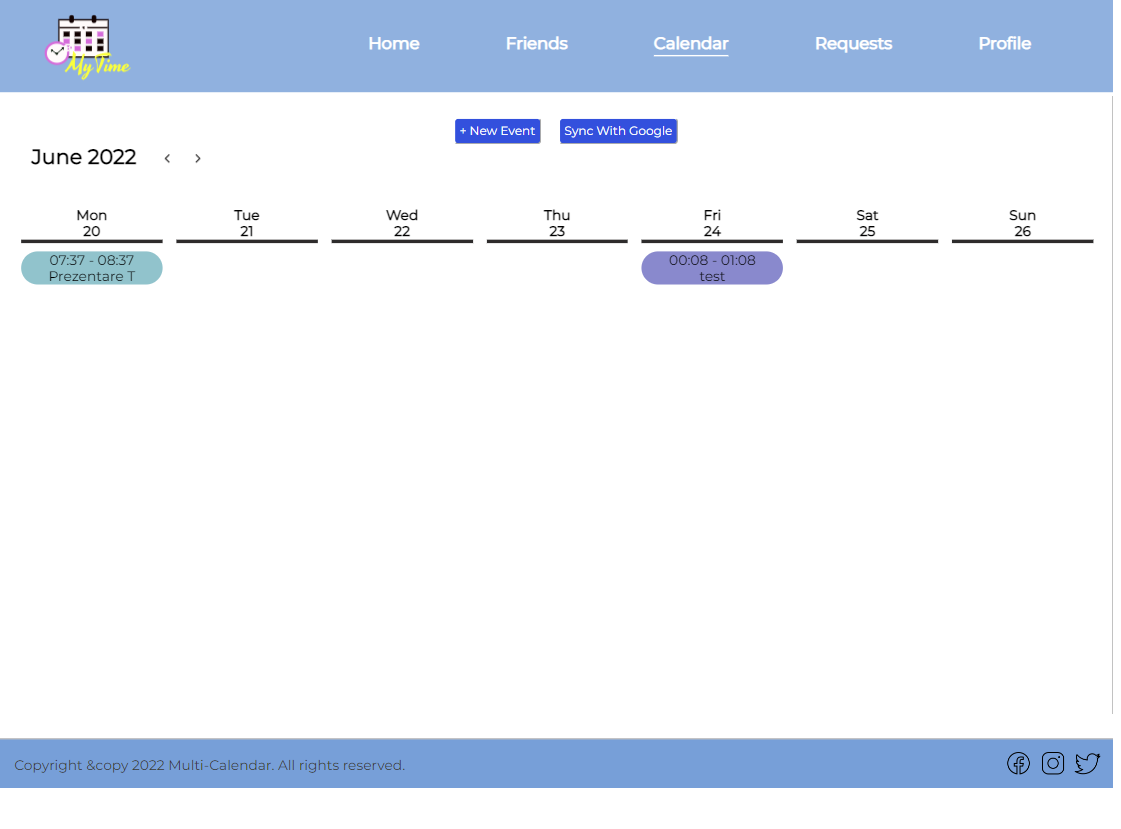 My Time
Home Friends Calendar Requests Profile
+ New Event Sync With Google
June 2022 < >
Mon Tue Wed Thu Fri Sat Sun
20 21 22 23 24 25 26
07:37 - 08:37 00:08 - 01:08
Prezentare T test
Copyright &copy 2022 Multi-Calendar. All rights reserved.